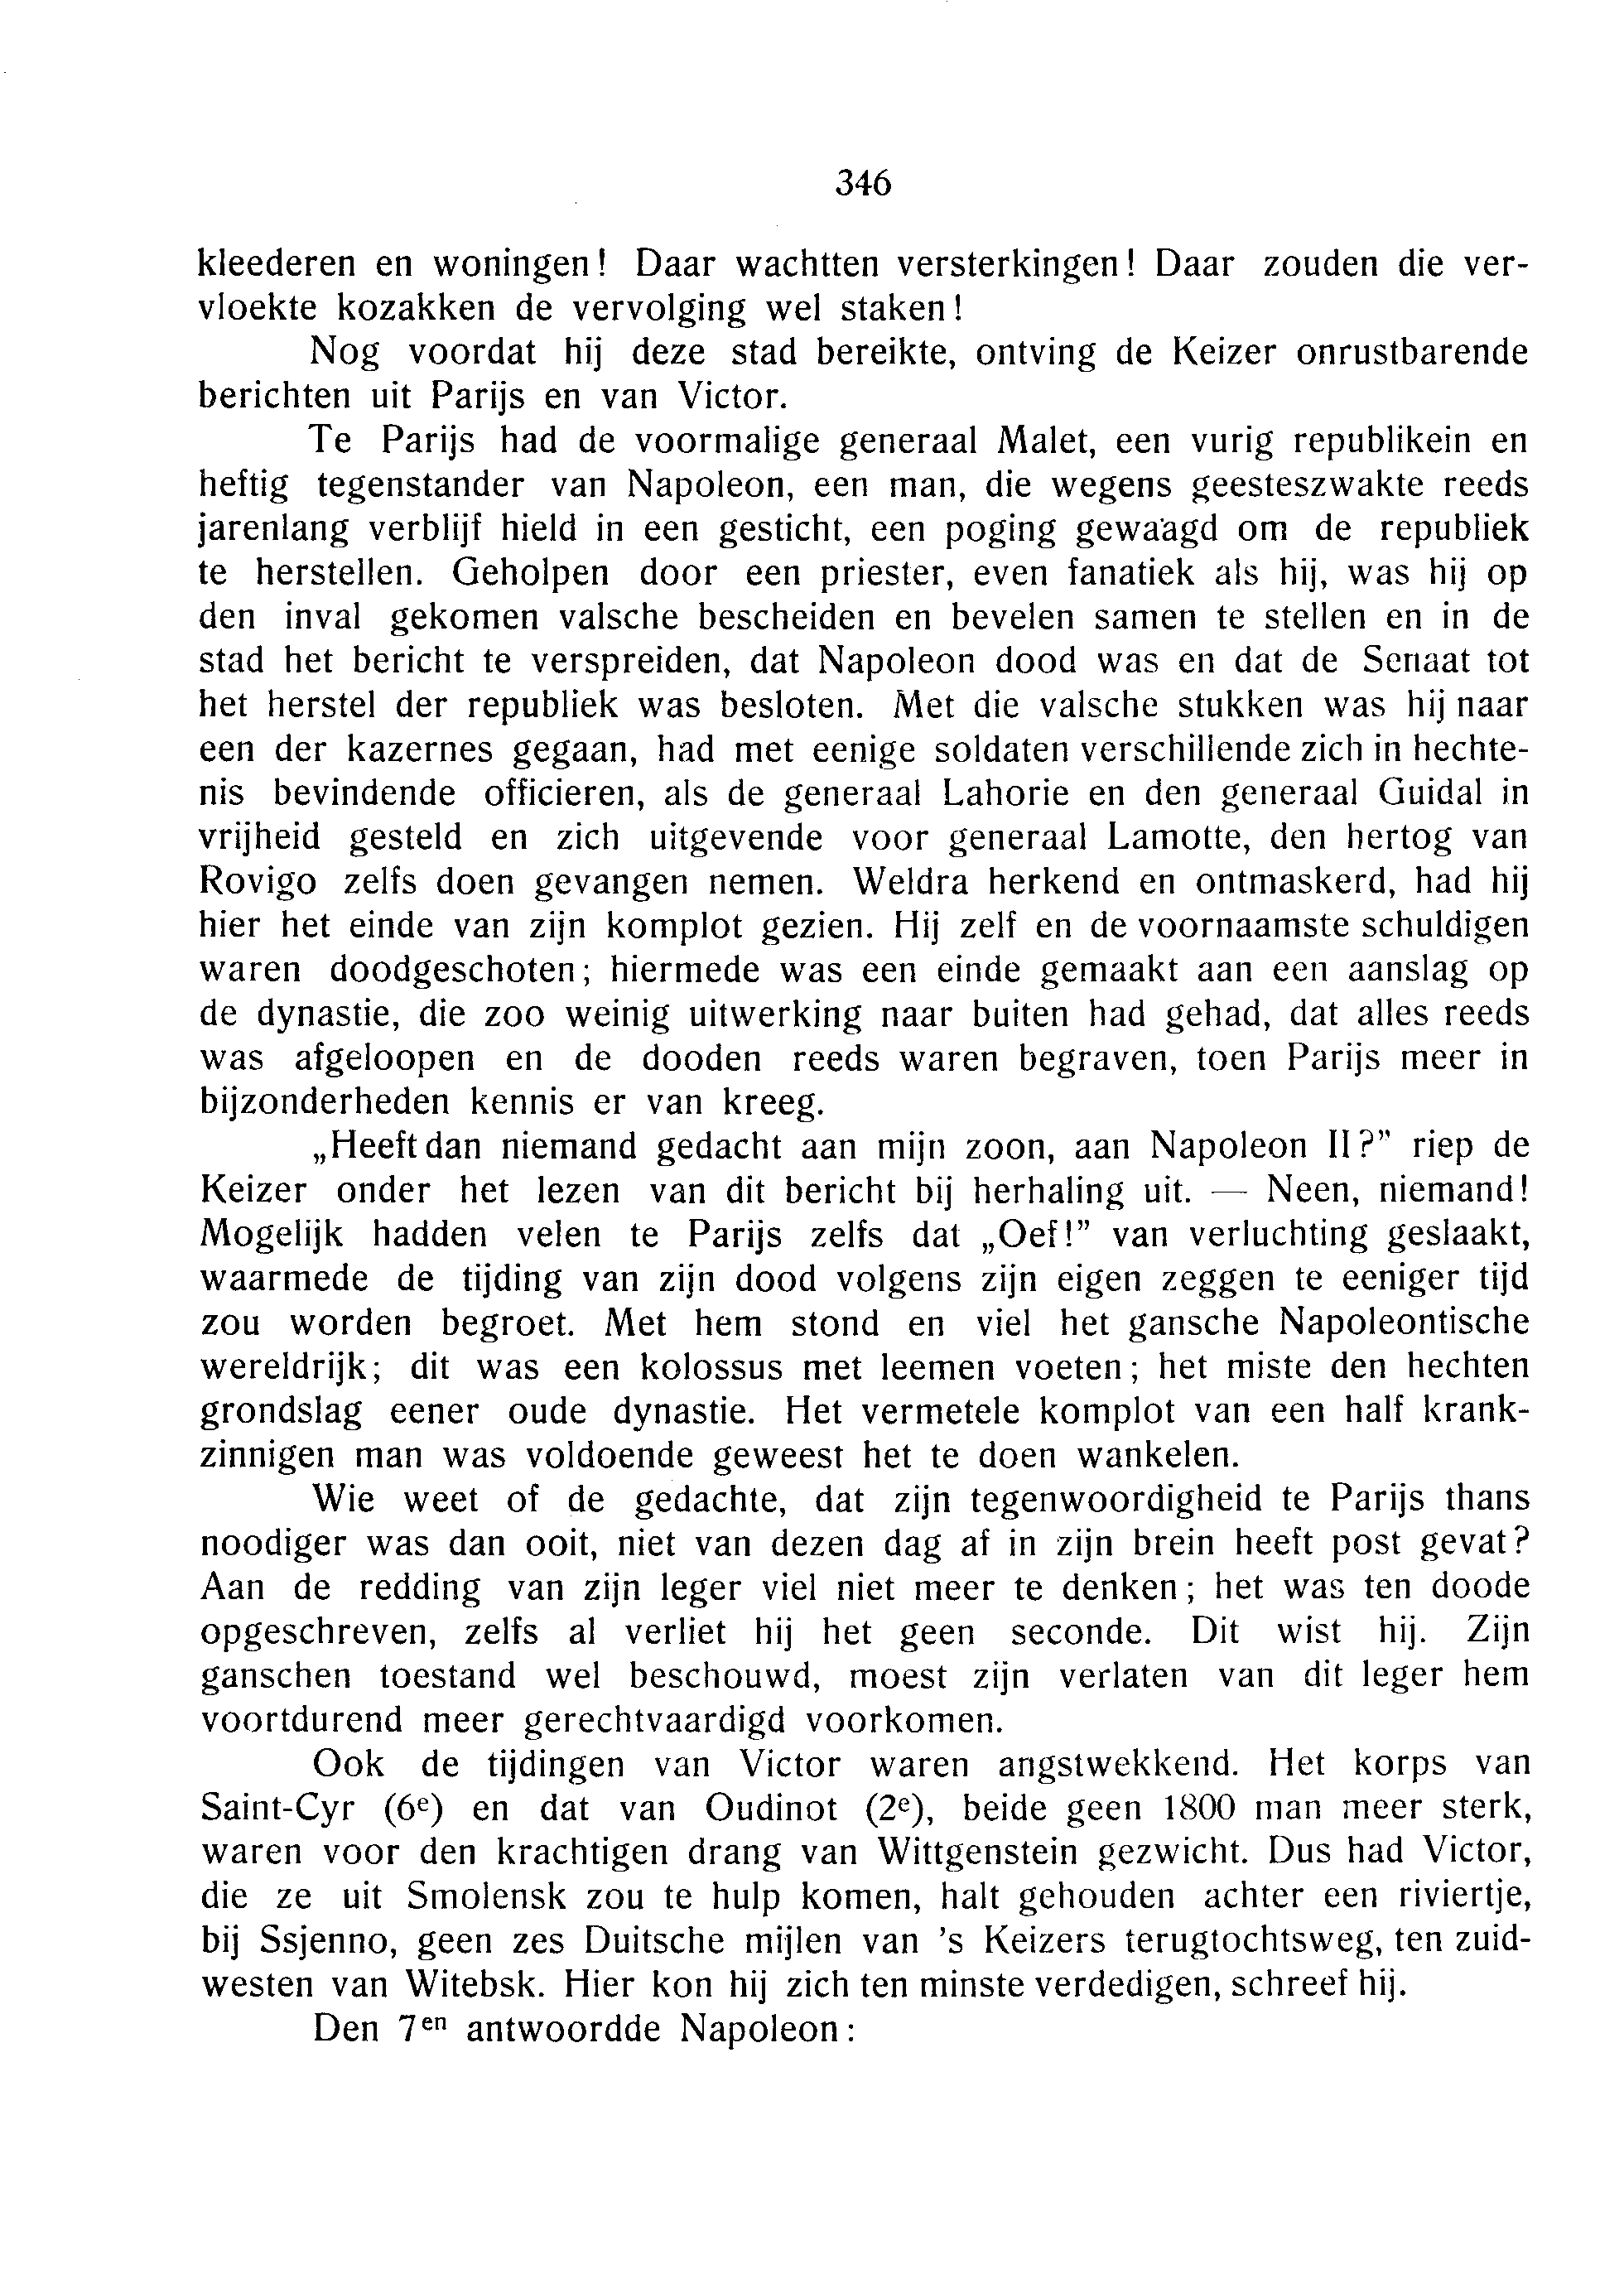 346
kleederen en woningen! Daar wachtten versterkingen! Daar zouden die ver-
vloekte kozakken de vervolging wel staken!
Nog voordat hij deze stad bereikte, ontving de Keizer onrustbarende
berichten uit Parijs en van Victor.
Te Parijs had de voormalige generaal Malet, een vurig republikein en
heftig tegenstander van Napoleon, een man, die wegens geesteszwakte reeds
jarenlang verblijf hield in een gesticht, een poging gewaagd om de republiek
te herstellen. Geholpen door een priester, even fanatiek als hij, was hij op
den inval gekomen valsche bescheiden en bevelen samen te stellen en in de
stad het bericht te verspreiden, dat Napoleon dood was en dat de Senaat tot
het herstel der republiek was besloten. Met die valsche stukken was hij naar
een der kazernes gegaan, had met eenige soldaten verschillende zich in hechte-
nis bevindende officieren, als de generaal Lahorie en den generaal Guidal in
vrijheid gesteld en zich uitgevende voor generaal Lamotte, den hertog van
Rovigo zelfs doen gevangen nemen. Weldra herkend en ontmaskerd, had hij
hier het einde van zijn komplot gezien. Hij zelf en de voornaamste schuldigen
waren doodgeschoten; hiermede was een einde gemaakt aan een aanslag op
de dynastie, die zoo weinig uitwerking naar buiten had gehad, dat alles reeds
was afgeloopen en de dooden reeds waren begraven, toen Parijs meer in
bijzonderheden kennis er van kreeg.
„Heeft dan niemand gedacht aan mijn zoon, aan Napoleon II?” riep de
Keizer onder het lezen van dit bericht bij herhaling uit. — Neen, niemand!
Mogelijk hadden velen te Parijs zelfs dat „Oef!” van verluchting geslaakt,
waarmede de tijding van zijn dood volgens zijn eigen zeggen te eeniger tijd
zou worden begroet. Met hem stond en viel het gansche Napoleontische
wereldrijk; dit was een kolossus met leemen voeten; het miste den hechten
grondslag eener oude dynastie. Het vermetele komplot van een half krank-
zinnigen man was voldoende geweest het te doen wankelen.
Wie weet of de gedachte, dat zijn tegenwoordigheid te Parijs thans
noodiger was dan ooit, niet van dezen dag af in zijn brein heeft post gevat?
Aan de redding van zijn leger viel niet meer te denken; het was ten doode
opgeschreven, zelfs al verliet hij het geen seconde. Dit wist hij. Zijn
ganschen toestand wel beschouwd, moest zijn verlaten van dit leger hem
voortdurend meer gerechtvaardigd voorkomen.
Ook de tijdingen van Victor waren angstwekkend. Het korps van
Saint-Cyr (6e) en dat van Oudinot (2e), beide geen 1800 man meer sterk,
waren voor den krachtigen drang van Wittgenstein gezwicht. Dus had Victor,
die ze uit Smolensk zou te hulp komen, halt gehouden achter een riviertje,
bij Ssjenno, geen zes Duitsche mijlen van 's Keizers terugtochtsweg, ten zuid-
westen van Witebsk. Hier kon hij zich ten minste verdedigen, schreef hij.
Den 7en antwoordde Napoleon: